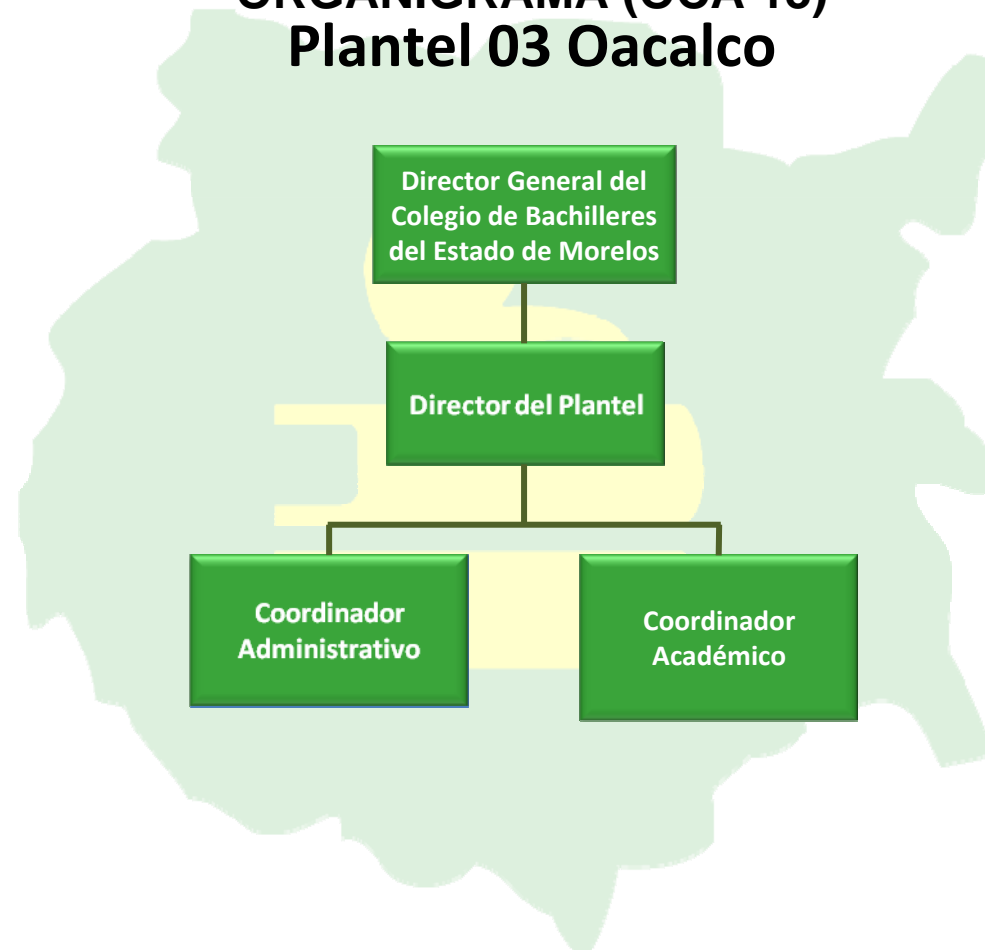 ORGANIGRAMA
Plantel 03 Oacalco
Director General del
Colegio de Bachilleres
del Estado de Morelos
Director del Plantel
Coordinador
Administrativo
Coordinador
Académico